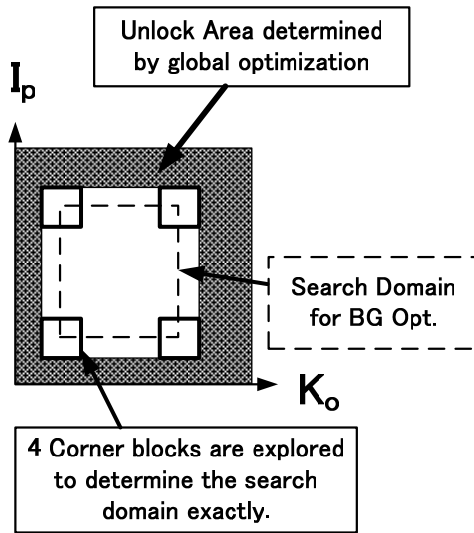 Unlock Area determined
by global optimization
Ip
Search Domain
for BG Opt.
Ko
4 Corner blocks are explored
to determine the search
domain exactly.